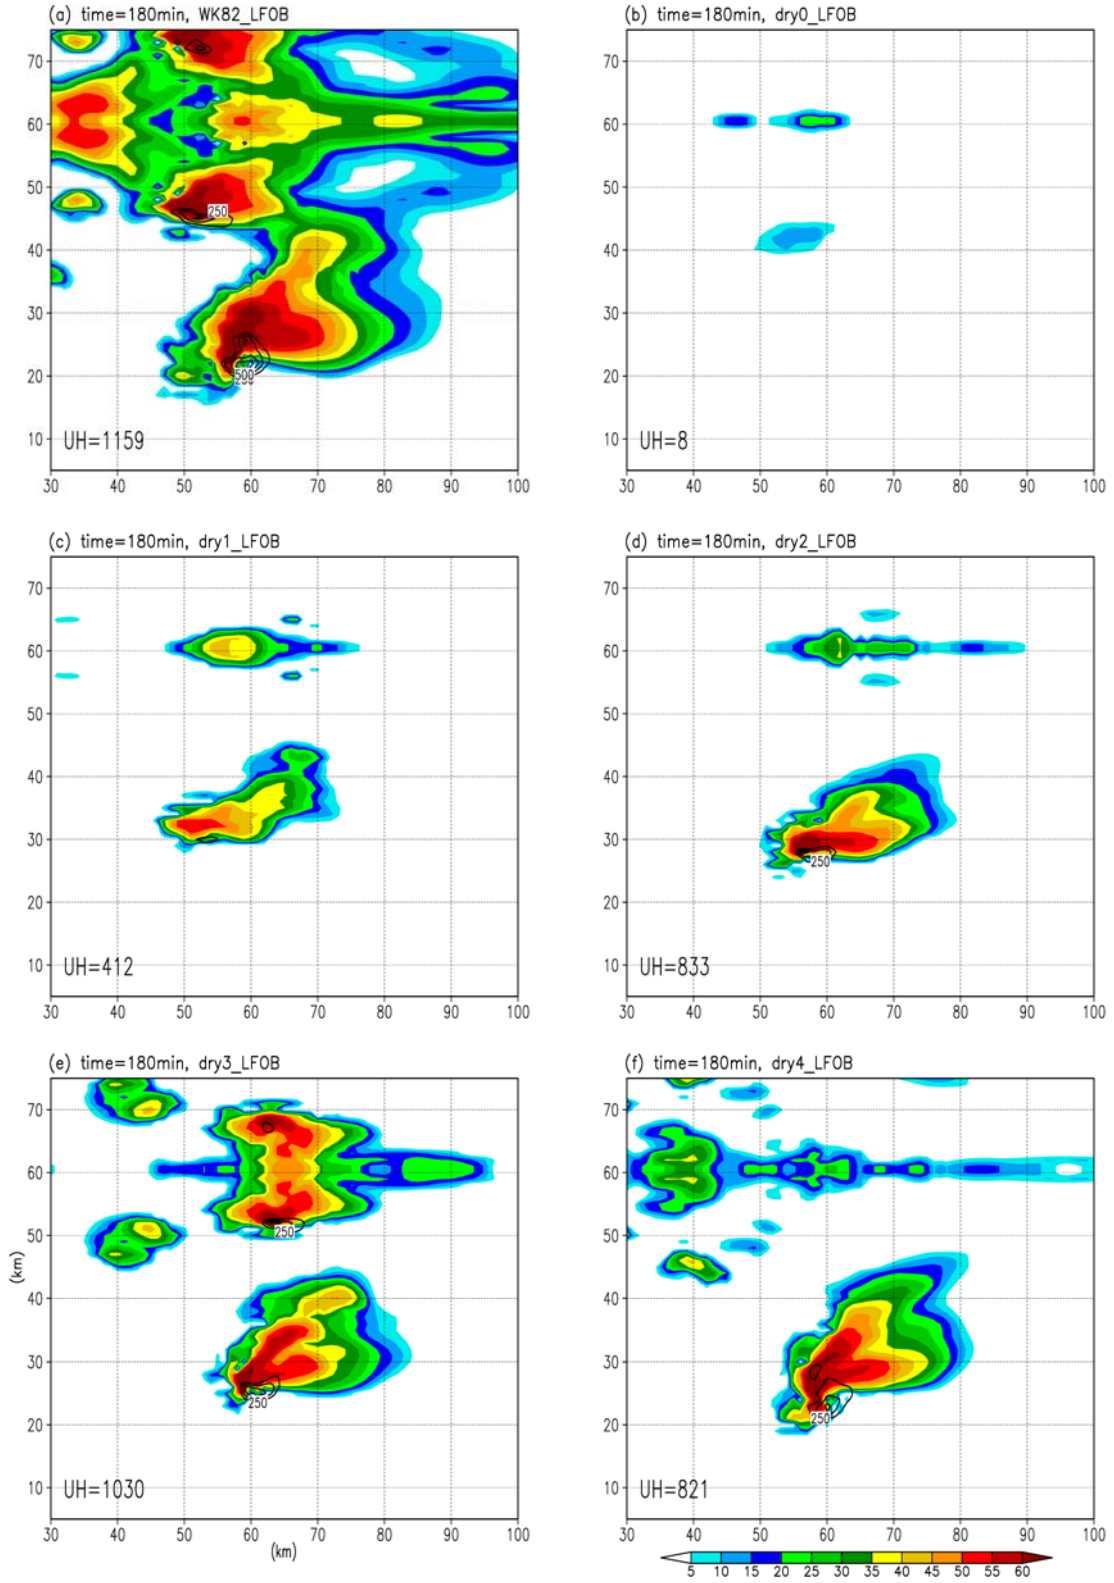 (a) time=180min, WK82_LFOB
70
60
50
40
30
20
10
250
500
UH=1159
30 40 50 60 70 80 90 100
(b) time=180min, dry0_LFOB
70
60
50
40
30
20
10
UH=8
30 40 50 60 70 80 90 100
(c) time=180min, dry1_LFOB
70
60
50
40
30
20
10
UH=412
30 40 50 60 70 80 90 100
(d) time=180min, dry2_LFOB
70
60
50
40
30
20
10
250
UH=833
30 40 50 60 70 80 90 100
(e) time=180min, dry3_LFOB
70
60
50
40
30
20
10
(km)
250
250
UH=1030
30 40 50 60 70 80 90 100
(km)
(f) time=180min, dry4_LFOB
70
60
50
40
30
20
10
250
UH=821
30 40 50 60 70 80 90 100
5 10 15 20 25 30 35 40 45 50 55 60